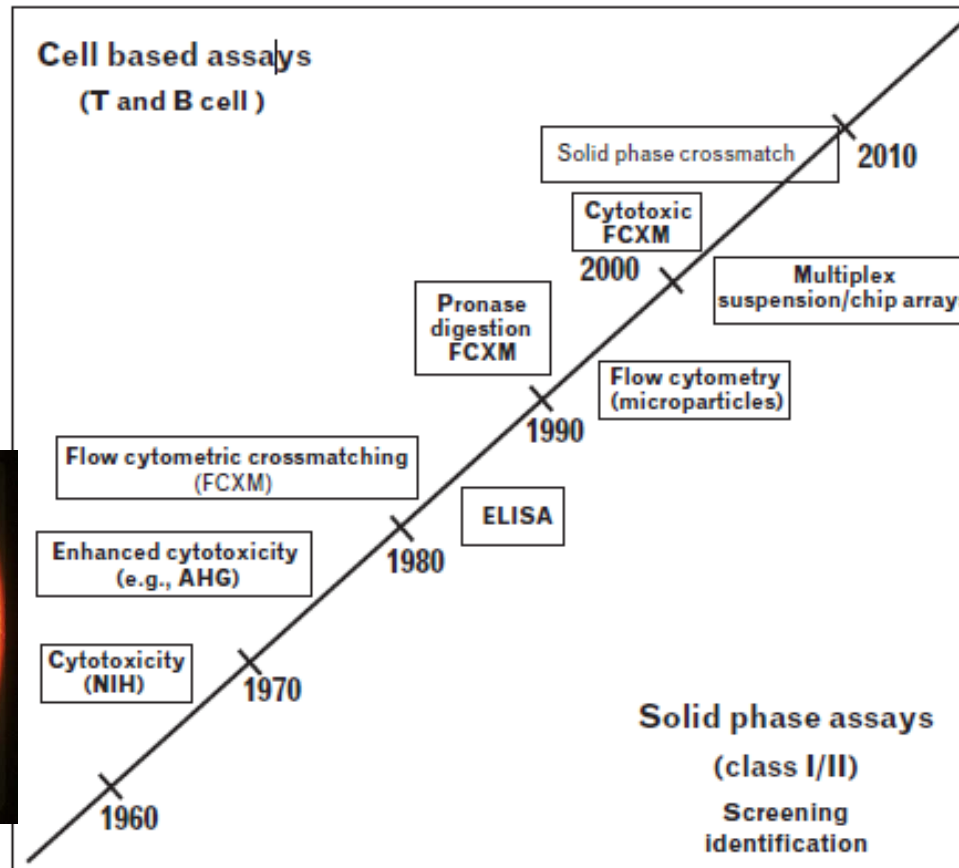 Cell based assays
(T and B cell )
Solid phase crossmatch
2010
Cytotoxic
FCXM
2000
Multiplex
suspension/chip arrays
Pronase
digestion
FCXM
Flow cytometry
(microparticles)
1990
Flow cytometric crossmatching
(FCXM)
ELISA
1980
Enhanced cytotoxicity
(e.g., AHG)
Cytotoxicity
(NIH)
1970
1960
Solid phase assays
(class I/II)
Screening
identification